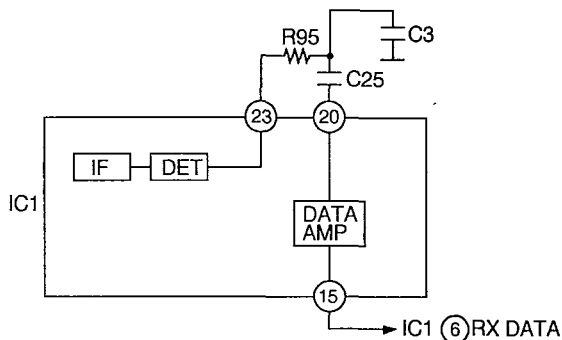 R95
C3
C25
23
20
IF
DET
IC1
DATA
AMP
15
IC1 6 RX DATA